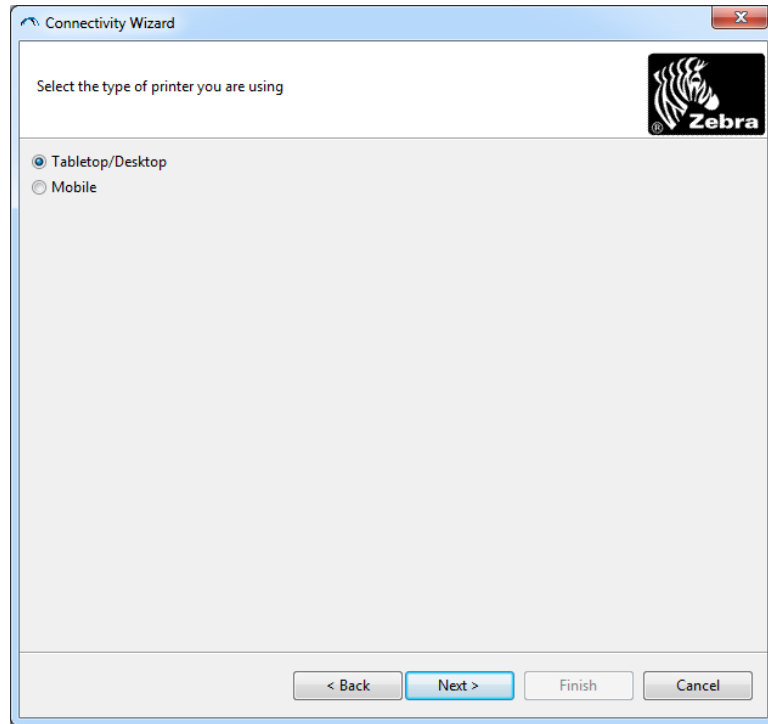 Connectivity Wizard
Select the type of printer you are using
® Zebra
Tabletop/Desktop
Mobile
< Back
Next >
Finish
Cancel